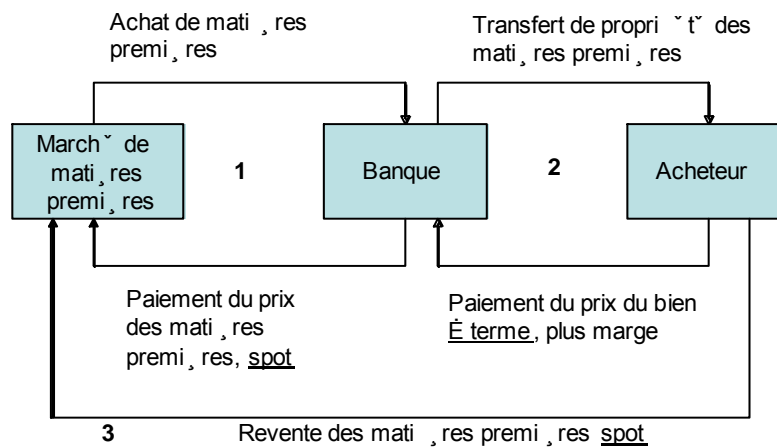 Achat de mati ¸ res
premi ¸ res
Transfert de propri ˇ tˇ des
mati ¸ res premi ¸ res
Marchˇ de
mati ¸ res
premi ¸ res
1
Banque
2
Acheteur
Paiement du prix
des mati ¸ res
premi ¸ res, spot
Paiement du prix du bien
Ė terme, plus marge
3
Revente des mati ¸ res premi ¸ res spot